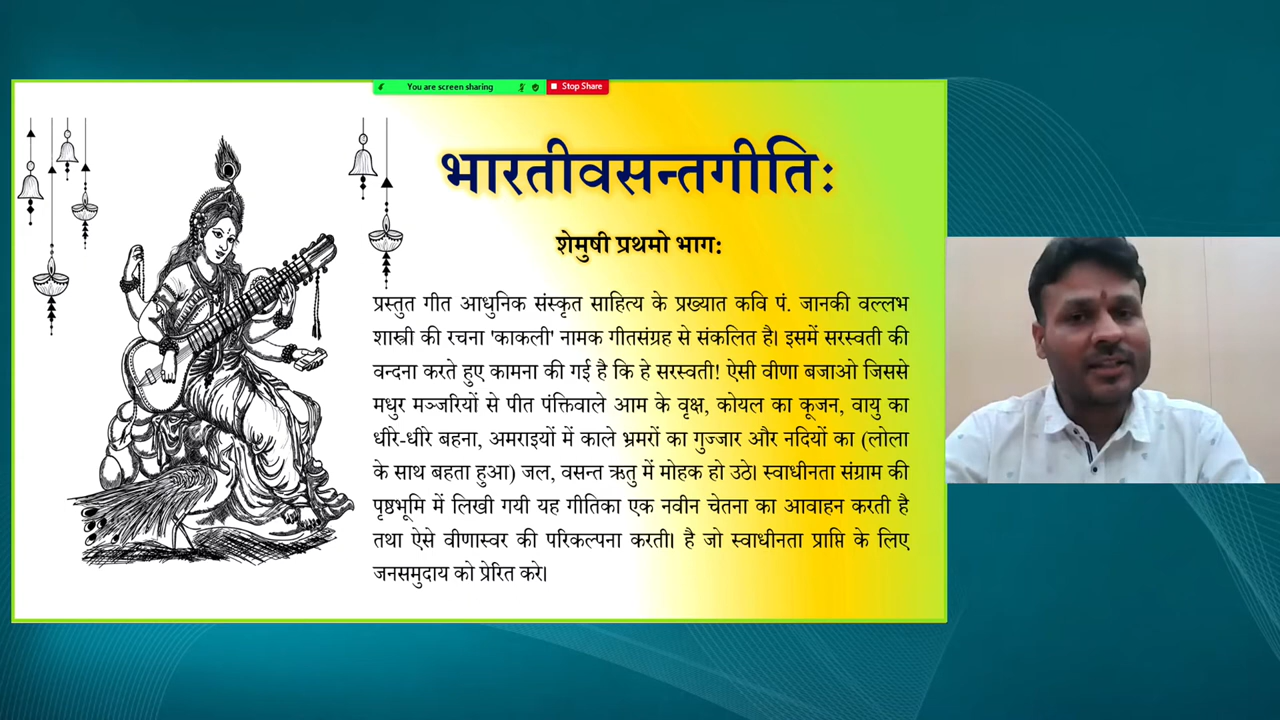 You are screen sharing
Stop Share
भारतीवसन्तगीतिः
शेमुषी प्रथमो भाग:
प्रस्तुत गीत आधुनिक संस्कृत साहित्य के प्रख्यात कवि पं. जानकी वल्लभ
शास्त्री की रचना 'काकली' नामक गीतसंग्रह से संकलित है। इसमें सरस्वती की
वन्दना करते हुए कामना की गई है कि हे सरस्वती! ऐसी वीणा बजाओ जिससे
मधुर मञ्जरियों से पीत पंक्तिवाले आम के वृक्ष, कोयल का कूजन, वायु का
धीरे-धीरे बहना, अमराइयों में काले भ्रमरों का गुज्जार और नदियों का (लोला
के साथ बहता हुआ) जल, वसन्त ऋतु में मोहक हो उठे। स्वाधीनता संग्राम की
पृष्ठभूमि में लिखी गयी यह गीतिका एक नवीन चेतना का आवाहन करती है
तथा ऐसे वीणास्वर की परिकल्पना करती। है जो स्वाधीनता प्राप्ति के लिए
जनसमुदाय को प्रेरित करे।